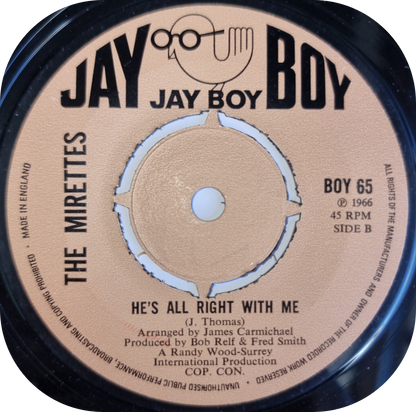 JAY BOY
JAY BOY
THE MIRETTES
BOY 65
℗ 1966
45 RPM
SIDE B
HE'S ALL RIGHT WITH ME
(J. Thomas)
Arranged by James Carmichael
Produced by Bob Relf & Fred Smith
A Randy Wood-Surrey
International Production
COP. CON.
· MADE IN ENGLAND
ALL RIGHTS OF THE MANUFACTURERS AND OWNER OF THE RECORDED WORK RESERVED · UNAUTHORISED PUBLIC PERFORMANCE, BROADCASTING AND COPYING PROHIBITED ·